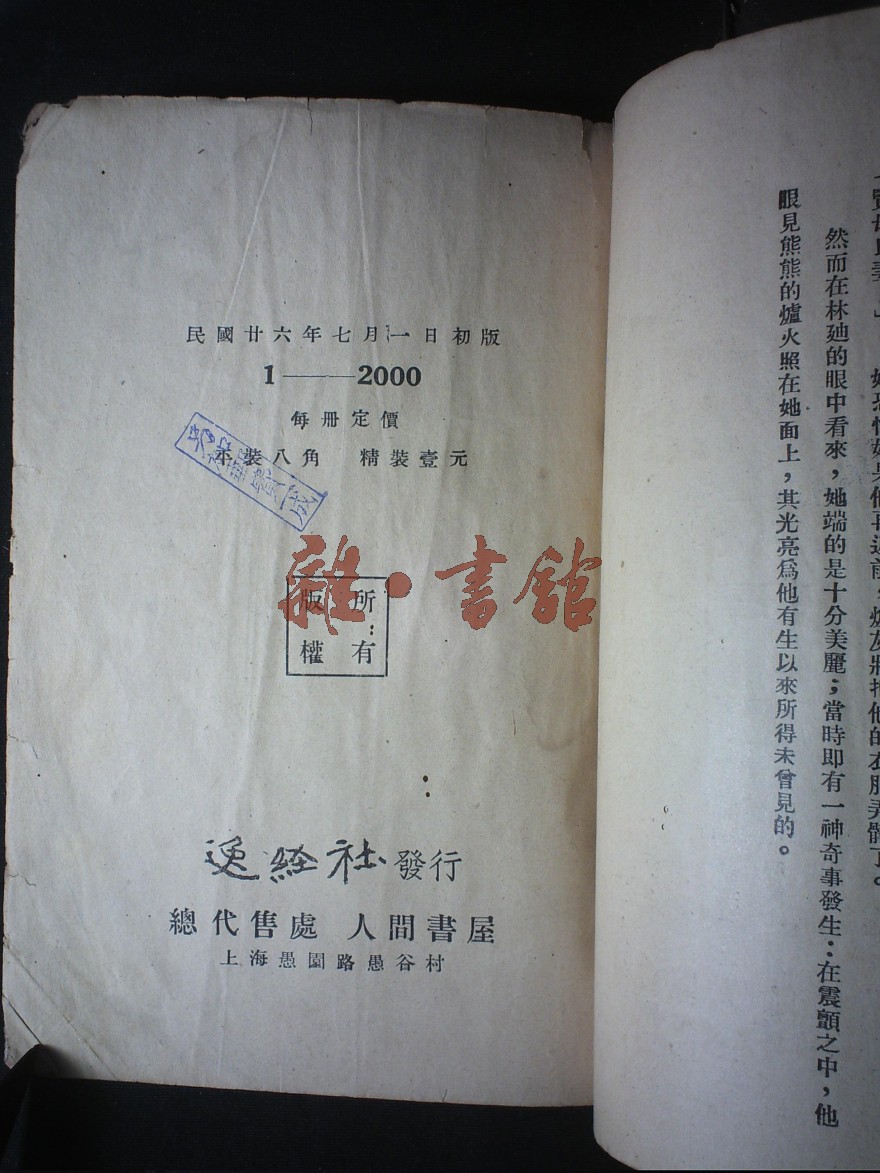 民國廿六年七月一日初版
1——2000
每册定價
平裝八角 精裝壹元
版權
所有
雜·書館
逸經社發行
總代售處 人間書屋
上海愚園路愚谷村
然而在林廸的眼中看來，她端的是十分美麗；當時即有一神奇事發生：在震顫之中，他
眼見熊熊的爐火照在她面上，其光亮爲他有生以來所得未曾見的。